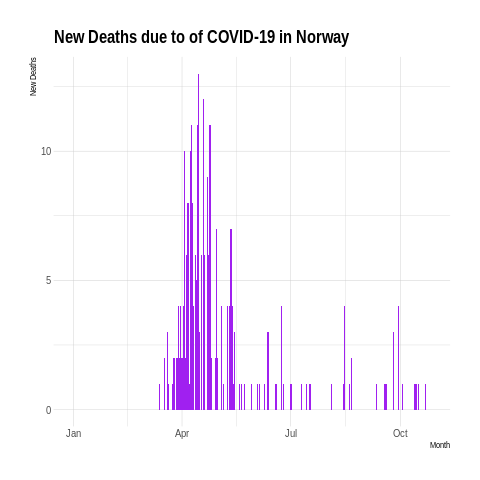 New Deaths due to of COVID-19 in Norway
New Deaths
10
5
0
Jan Apr Jul Oct
Month